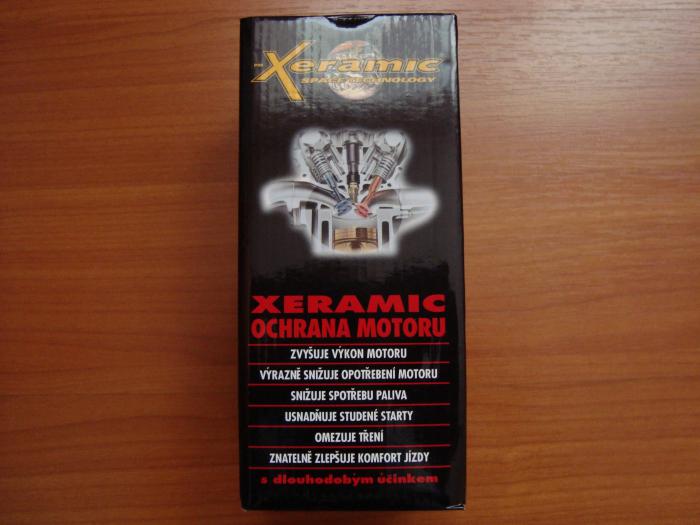 Xeramic
SPACE TECHNOLOGY
XERAMIC
OCHRANA MOTORU
ZVYŠUJE VÝKON MOTORU
VÝRAZNĚ SNIŽUJE OPOTŘEBENÍ MOTORU
SNIŽUJE SPOTŘEBU PALIVA
USNADŇUJE STUDENÉ STARTY
OMEZUJE TŘENÍ
ZNATELNĚ ZLEPŠUJE KOMFORT JÍZDY
s dlouhodobým účinkem